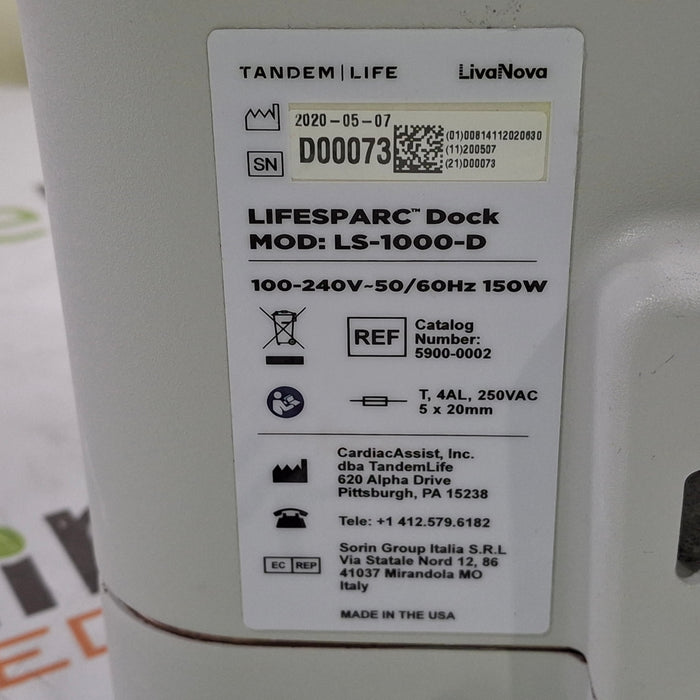 TANDEM|LIFE LivaNova
2020-05-07
SN D00073
(01)00814112020630
(11)200507
(21)D00073
LIFESPARC™ Dock
MOD: LS-1000-D
100-240V~50/60Hz 150W
REF Catalog
Number:
5900-0002
T, 4AL, 250VAC
5 x 20mm
CardiacAssist, Inc.
dba TandemLife
620 Alpha Drive
Pittsburgh, PA 15238
Tele: +1 412.579.6182
EC REP Sorin Group Italia S.R.L
Via Statale Nord 12, 86
41037 Mirandola MO
Italy
MADE IN THE USA